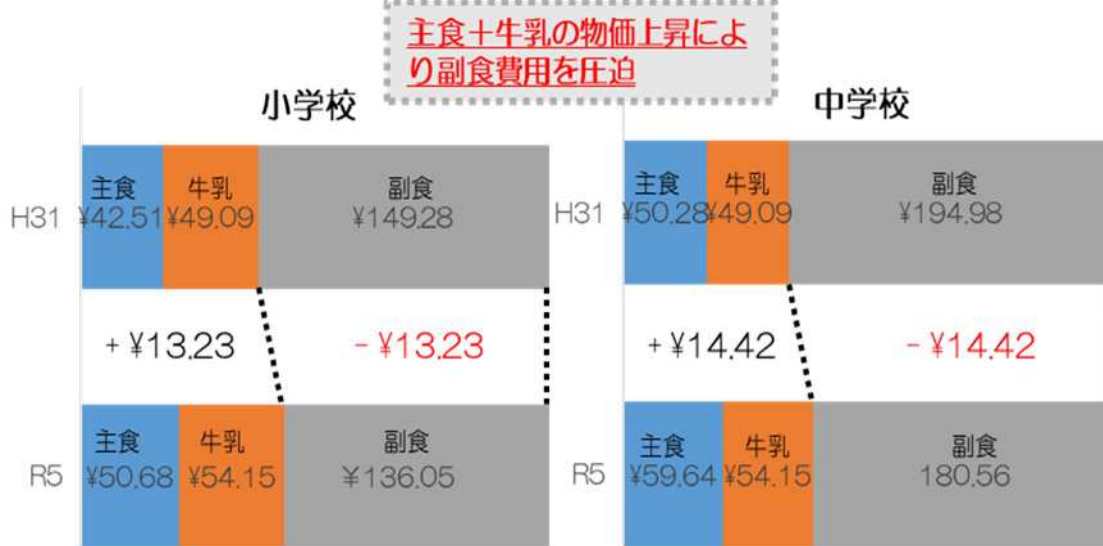 主食＋牛乳の物価上昇によ
り副食費用を圧迫
小学校
主食 牛乳 副食
H31 ¥42.51 ¥49.09 ¥149.28
+ ¥13.23 - ¥13.23
主食 牛乳 副食
R5 ¥50.68 ¥54.15 ¥136.05
中学校
主食 牛乳 副食
H31 ¥50.28 ¥49.09 ¥194.98
+ ¥14.42 - ¥14.42
主食 牛乳 副食
R5 ¥59.64 ¥54.15 180.56